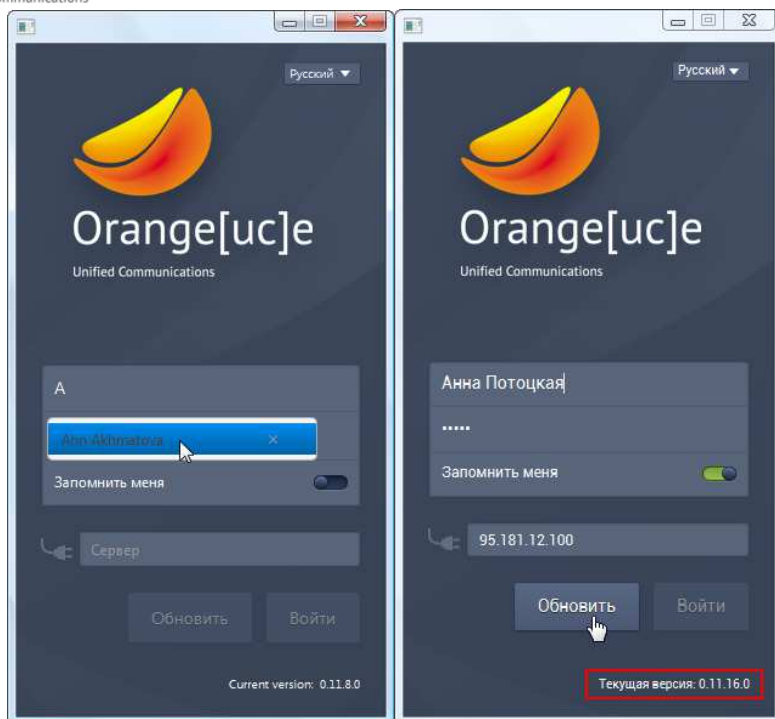 Русский
Orange[uc]e
Unified Communications
A
Ann Akhmatova
Запомнить меня
Сервер
Обновить Войти
Current version: 0.11.8.0
Русский
Orange[uc]e
Unified Communications
Анна Потоцкая
•••••
Запомнить меня
95.181.12.100
Обновить Войти
Текущая версия: 0.11.16.0